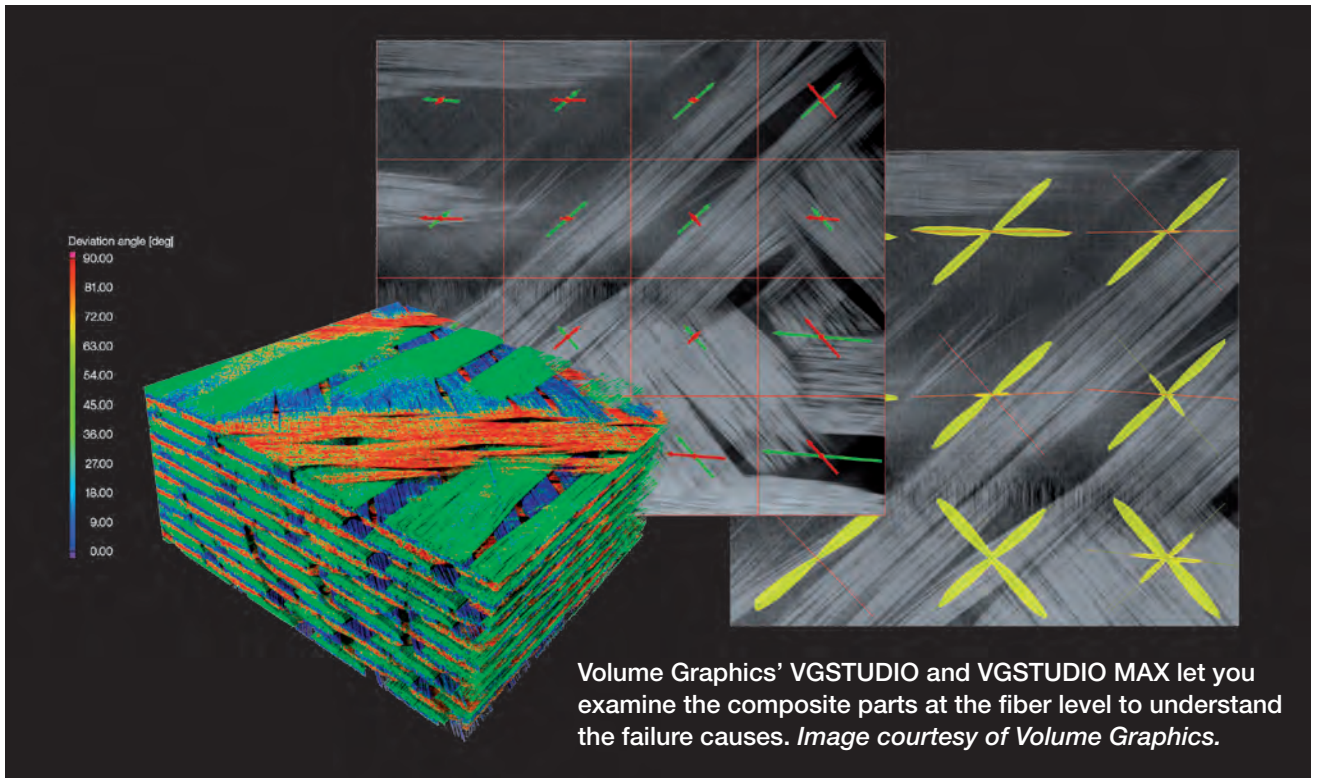 Deviation angle [deg]
90.00
81.00
72.00
63.00
54.00
45.00
36.00
27.00
18.00
9.00
0.00
Volume Graphics’ VGSTUDIO and VGSTUDIO MAX let you
examine the composite parts at the fiber level to understand
the failure causes. Image courtesy of Volume Graphics.